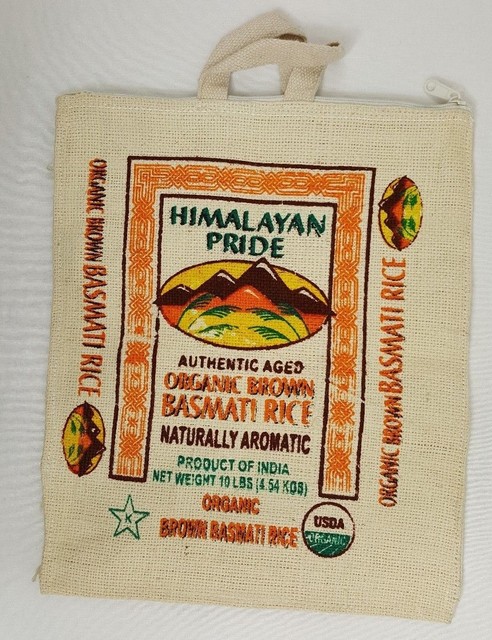 HIMALAYAN
PRIDE
AUTHENTIC AGED
ORGANIC BROWN
BASMATI RICE
NATURALLY AROMATIC
PRODUCT OF INDIA
NET WEIGHT 10 LBS (4.54 KGS)
ORGANIC
BROWN BASMATI RICE
K
USDA
ORGANIC
ORGANIC BROWN BASMATI RICE
ORGANIC BROWN BASMATI RICE